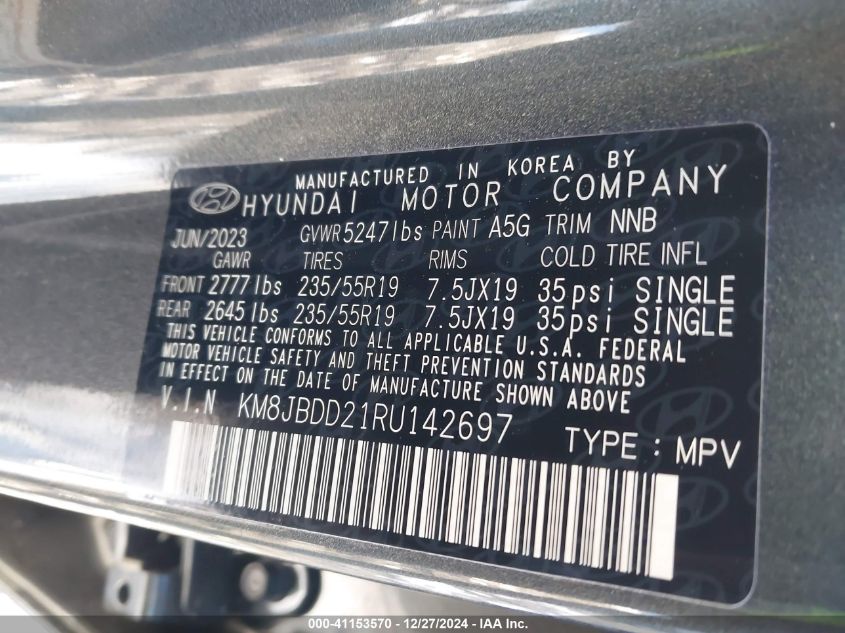 MANUFACTURED IN KOREA BY
HYUNDAI MOTOR COMPANY
JUN/2023 GVWR 5247lbs PAINT A5G TRIM NNB
GAWR TIRES RIMS COLD TIRE INFL
FRONT 2777lbs 235/55R19 7.5JX19 35psi SINGLE
REAR 2645lbs 235/55R19 7.5JX19 35psi SINGLE
THIS VEHICLE CONFORMS TO ALL APPLICABLE U.S.A. FEDERAL
MOTOR VEHICLE SAFETY AND THEFT PREVENTION STANDARDS
IN EFFECT ON THE DATE OF MANUFACTURE SHOWN ABOVE
V.I.N KM8JBDD21RU142697 TYPE : MPV
000-41153570 - 12/27/2024 - IAA Inc.